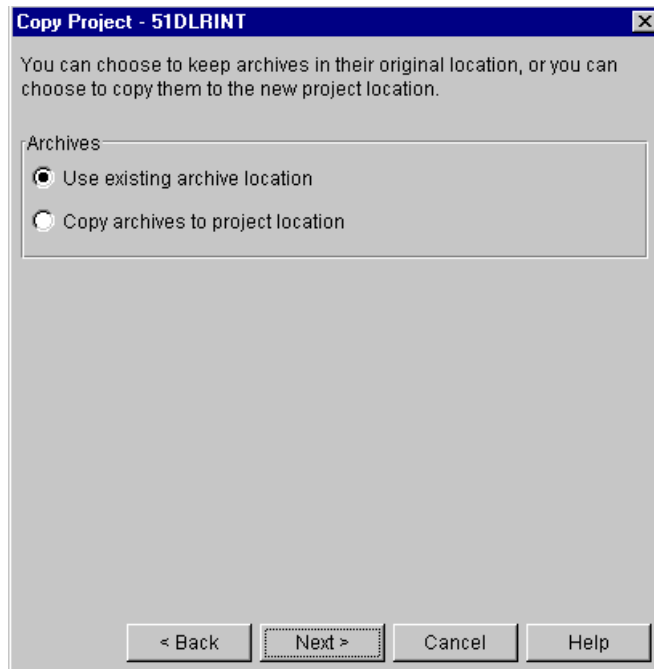 Copy Project - 51DLRINT
You can choose to keep archives in their original location, or you can
choose to copy them to the new project location.
Archives
Use existing archive location
Copy archives to project location
< Back Next > Cancel Help